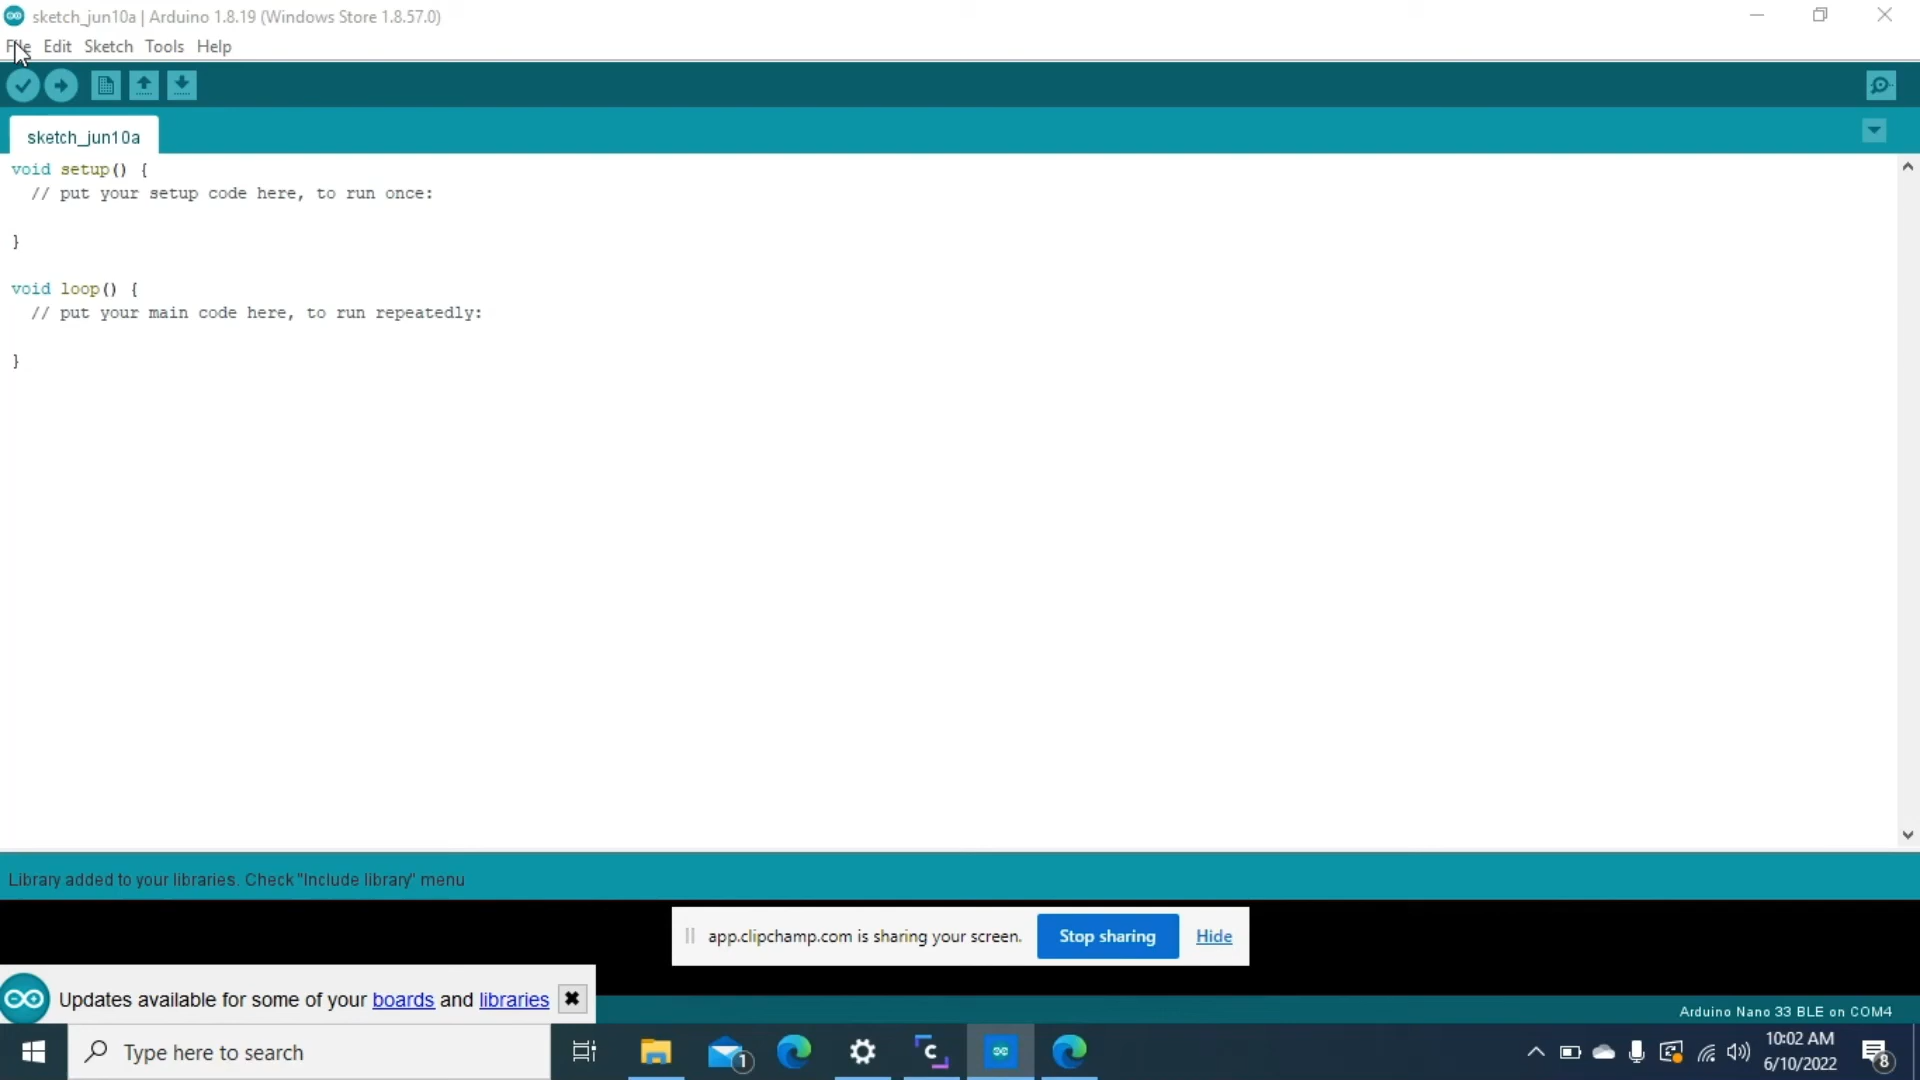 sketch_jun10a | Arduino 1.8.19 (Windows Store 1.8.57.0)
File Edit Sketch Tools Help
sketch_jun10a
void setup() {
// put your setup code here, to run once:
}
void loop() {
// put your main code here, to run repeatedly:
}
Library added to your libraries. Check "Include library" menu
app.clipchamp.com is sharing your screen. Stop sharing Hide
Updates available for some of your boards and libraries
Arduino Nano 33 BLE on COM4
Type here to search
1
10:02 AM
6/10/2022
8